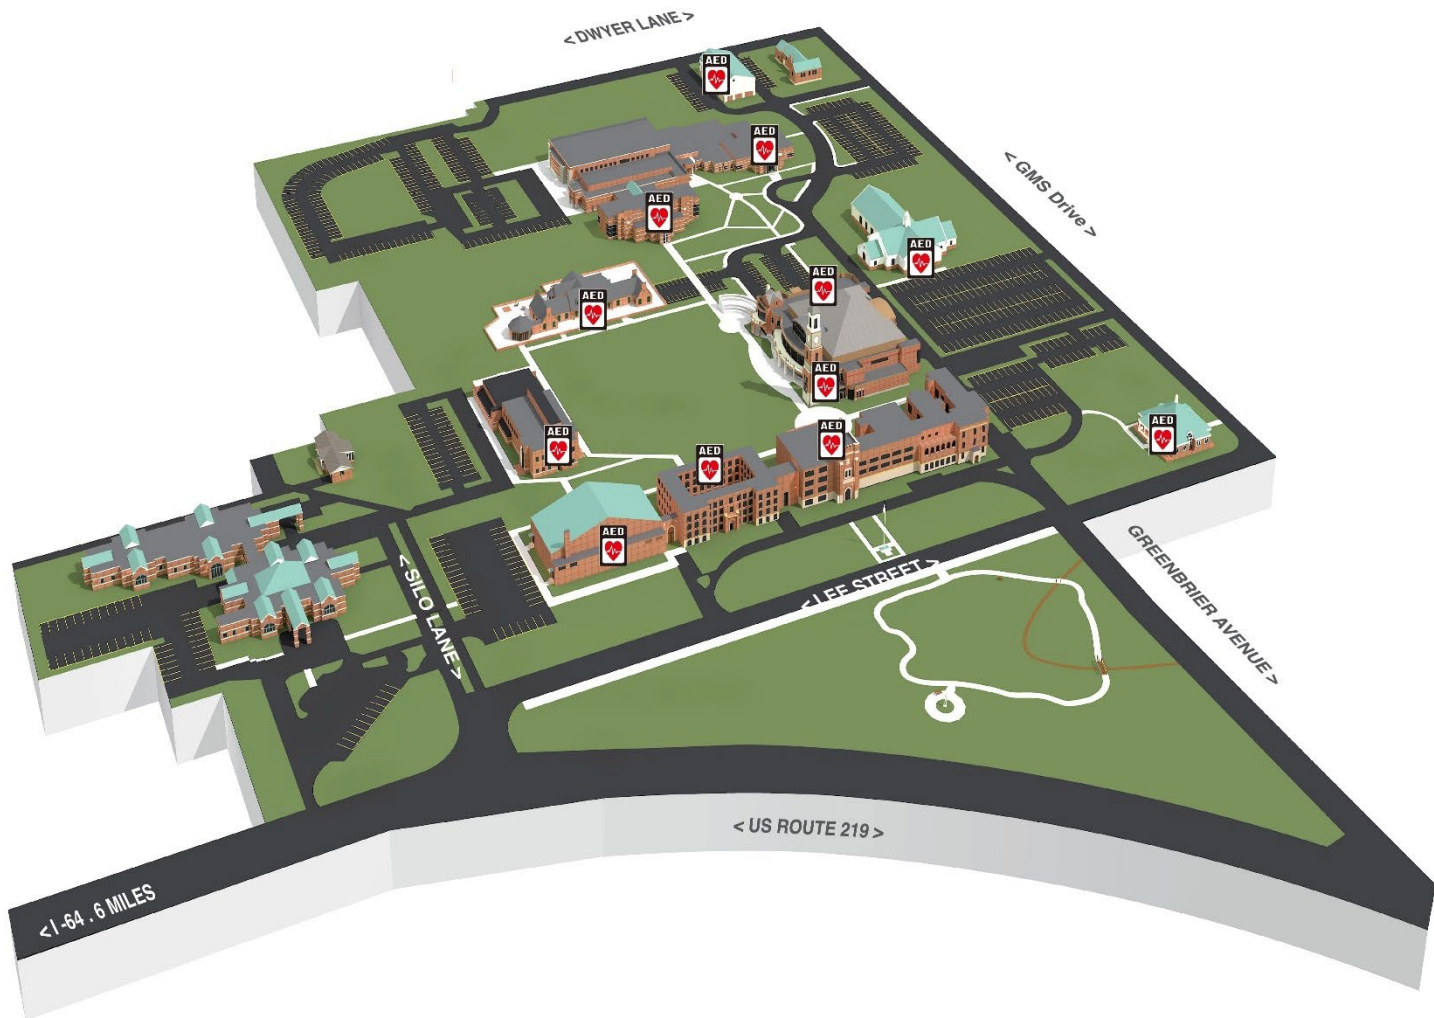 < DWYER LANE >
AED
AED
< GMS Drive >
AED
AED
AED
AED
AED
AED
AED
AED
AED
AED
< SILO LANE >
< LEE STREET >
GREENBRIER AVENUE >
< US ROUTE 219 >
< I -64 . 6 MILES